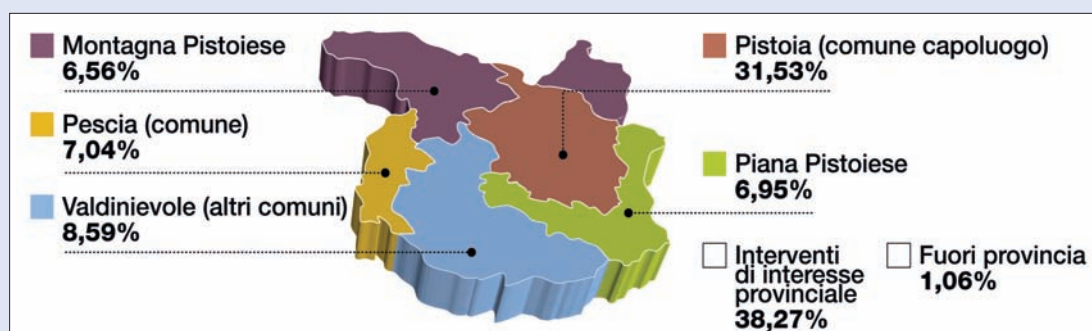 Montagna Pistoiese
6,56%
Pescia (comune)
7,04%
Valdinievole (altri comuni)
8,59%
Pistoia (comune capoluogo)
31,53%
Piana Pistoiese
6,95%
Interventi
di interesse
provinciale
38,27%
Fuori provincia
1,06%